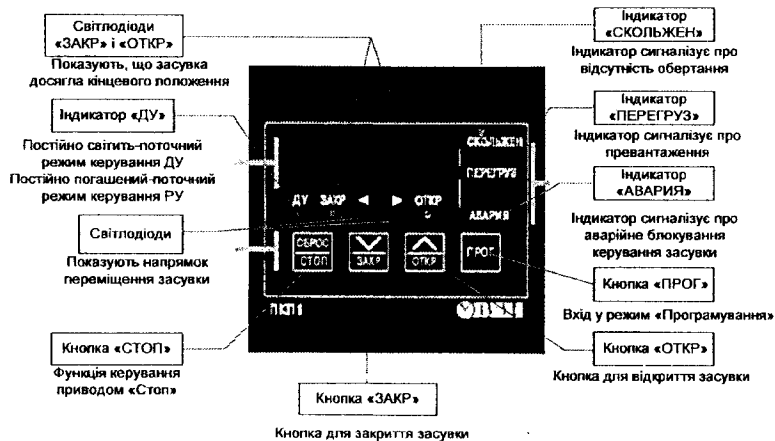 Світлодіоди
«ЗАКР» і «ОТКР»
Показують, що засувка
досягла кінцевого положення
Індикатор «ДУ»
Постійно світить-поточний
режим керування ДУ
Постійно погашений-поточний
режим керування РУ
Світлодіоди
Показують напрямок
переміщення засувки
Кнопка «СТОП»
Функція керування
приводом «Стоп»
СКОЛЬЖЕН
ПЕРЕГРУЗ
ДУ ЗАКР ◄ ► ОТКР
АВАРИЯ
СБРОС
СТОП
ЗАКР
ОТКР
ПРОГ
ПКП1
Кнопка «ЗАКР»
Кнопка для закриття засувки
Індикатор
«СКОЛЬЖЕН»
Індикатор сигналізує про
відсутність обертання
Індикатор
«ПЕРЕГРУЗ»
Індикатор сигналізує про
превантаження
Індикатор
«АВАРИЯ»
Індикатор сигналізує про
аварійне блокування
керування засувки
Кнопка «ПРОГ»
Вхід у режим «Програмування»
Кнопка «ОТКР»
Кнопка для відкриття засувки